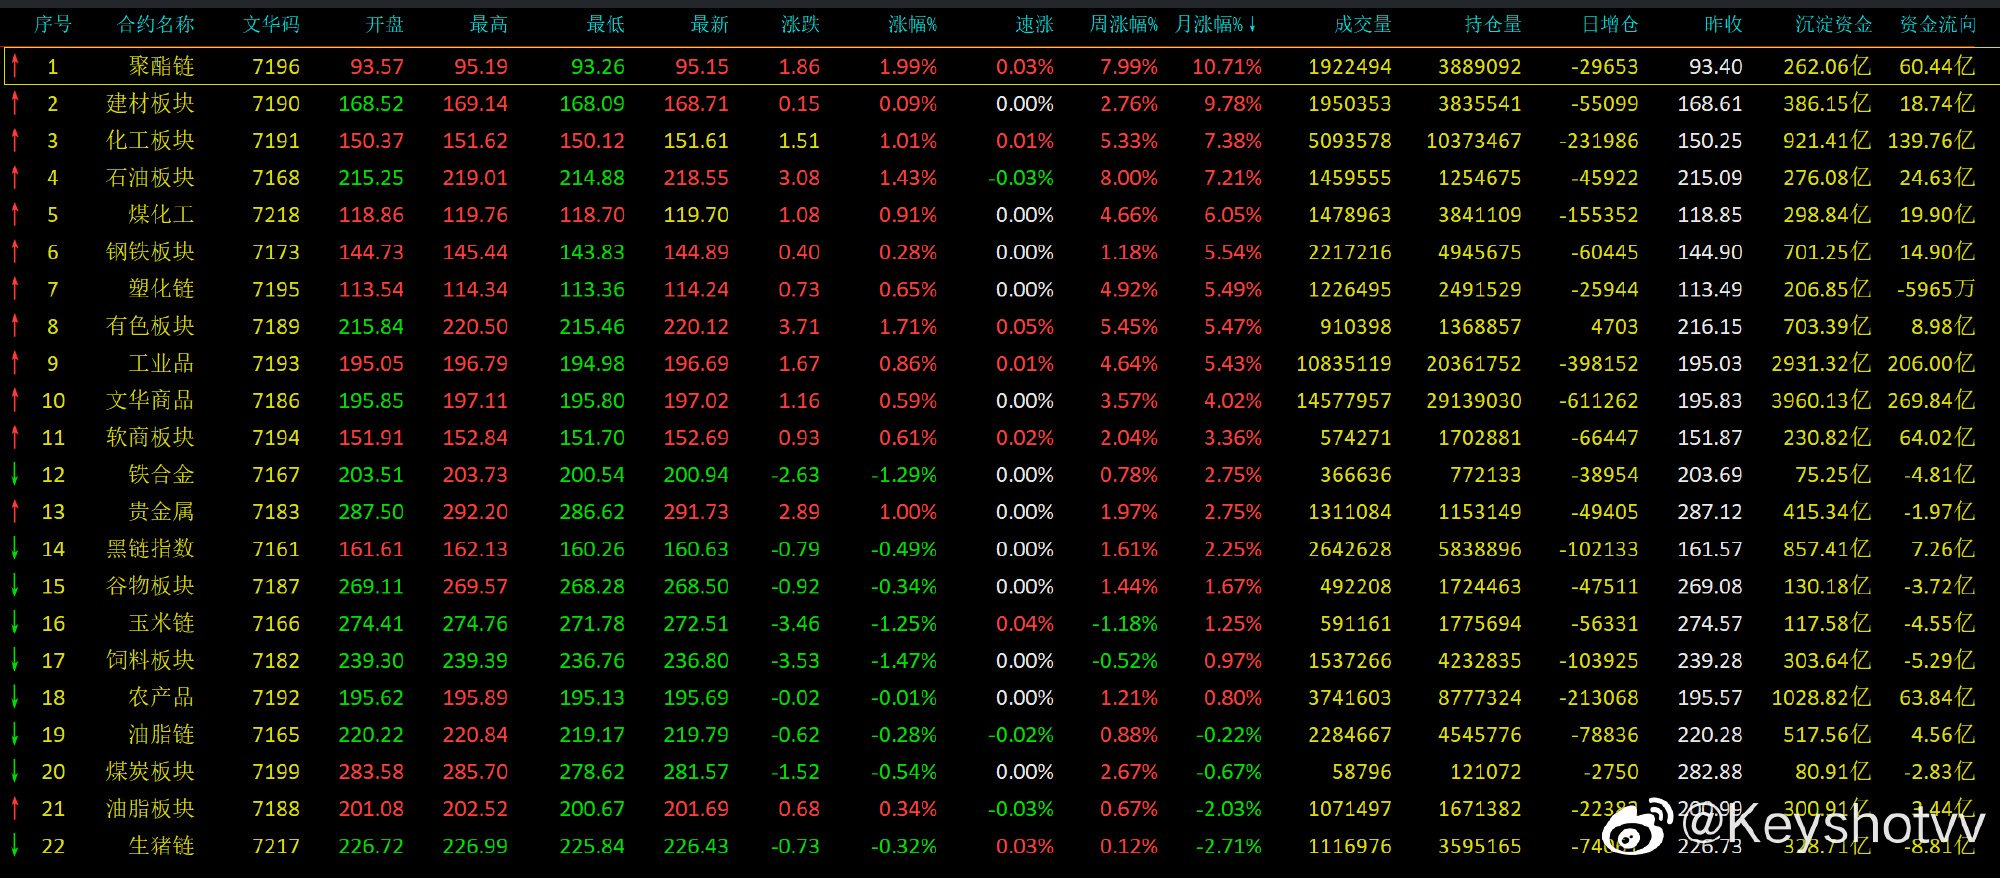 序号 合约名称 文华码 开盘 最高 最低 最新 涨跌 涨幅% 速涨 周涨幅% 月涨幅%↓ 成交量 持仓量 日增仓 昨收 沉淀资金 资金流向
↑ 1 聚酯链 7196 93.57 95.19 93.26 95.15 1.86 1.99% 0.03% 7.99% 10.71% 1922494 3889092 -29653 93.40 262.06亿 60.44亿
↑ 2 建材板块 7190 168.52 169.14 168.09 168.71 0.15 0.09% 0.00% 2.76% 9.78% 1950353 3835541 -55099 168.61 386.15亿 18.74亿
↑ 3 化工板块 7191 150.37 151.62 150.12 151.61 1.51 1.01% 0.01% 5.33% 7.38% 5093578 10373467 -231986 150.25 921.41亿 139.76亿
↑ 4 石油板块 7168 215.25 219.01 214.88 218.55 3.08 1.43% -0.03% 8.00% 7.21% 1459555 1254675 -45922 215.09 276.08亿 24.63亿
↑ 5 煤化工 7218 118.86 119.76 118.70 119.70 1.08 0.91% 0.00% 4.66% 6.05% 1478963 3841109 -155352 118.85 298.84亿 19.90亿
↑ 6 钢铁板块 7173 144.73 145.44 143.83 144.89 0.40 0.28% 0.00% 1.18% 5.54% 2217216 4945675 -60445 144.90 701.25亿 14.90亿
↑ 7 塑化链 7195 113.54 114.34 113.36 114.24 0.73 0.65% 0.00% 4.92% 5.49% 1226495 2491529 -25944 113.49 206.85亿 -5965万
↑ 8 有色板块 7189 215.84 220.50 215.46 220.12 3.71 1.71% 0.05% 5.45% 5.47% 910398 1368857 4703 216.15 703.39亿 8.98亿
↑ 9 工业品 7193 195.05 196.79 194.98 196.69 1.67 0.86% 0.01% 4.64% 5.43% 10835119 20361752 -398152 195.03 2931.32亿 206.00亿
↑ 10 文华商品 7186 195.85 197.11 195.80 197.02 1.16 0.59% 0.00% 3.57% 4.02% 14577957 29139030 -611262 195.83 3960.13亿 269.84亿
↑ 11 软商板块 7194 151.91 152.84 151.70 152.69 0.93 0.61% 0.02% 2.04% 3.36% 574271 1702881 -66447 151.87 230.82亿 64.02亿
↓ 12 铁合金 7167 203.51 203.73 200.54 200.94 -2.63 -1.29% 0.00% 0.78% 2.75% 366636 772133 -38954 203.69 75.25亿 -4.81亿
↑ 13 贵金属 7183 287.50 292.20 286.62 291.73 2.89 1.00% 0.00% 1.97% 2.75% 1311084 1153149 -49405 287.12 415.34亿 -1.97亿
↓ 14 黑链指数 7161 161.61 162.13 160.26 160.63 -0.79 -0.49% 0.00% 1.61% 2.25% 2642628 5838896 -102133 161.57 857.41亿 7.26亿
↓ 15 谷物板块 7187 269.11 269.57 268.28 268.50 -0.92 -0.34% 0.00% 1.44% 1.67% 492208 1724463 -47511 269.08 130.18亿 -3.72亿
↓ 16 玉米链 7166 274.41 274.76 271.78 272.51 -3.46 -1.25% 0.04% -1.18% 1.25% 591161 1775694 -56331 274.57 117.58亿 -4.55亿
↓ 17 饲料板块 7182 239.30 239.39 236.76 236.80 -3.53 -1.47% 0.00% -0.52% 0.97% 1537266 4232835 -103925 239.28 303.64亿 -5.29亿
↓ 18 农产品 7192 195.62 195.89 195.13 195.69 -0.02 -0.01% 0.00% 1.21% 0.80% 3741603 8777324 -213068 195.57 1028.82亿 63.84亿
↓ 19 油脂链 7165 220.22 220.84 219.17 219.79 -0.62 -0.28% -0.02% 0.88% -0.22% 2284667 4545776 -78836 220.28 517.56亿 4.56亿
↓ 20 煤炭板块 7199 283.58 285.70 278.62 281.57 -1.52 -0.54% 0.00% 2.67% -0.67% 58796 121072 -2750 282.88 80.91亿 -2.83亿
↑ 21 油脂板块 7188 201.08 202.52 200.67 201.69 0.68 0.34% -0.03% 0.67% -2.03% 1071497 1671382 200.99 300.91亿 3.44亿
↓ 22 生猪链 7217 226.72 226.99 225.84 226.43 -0.73 -0.32% 0.03% 0.12% -2.71% 1116976 3595165 226.73 328.71亿 -8.81亿
@Keyshotvv